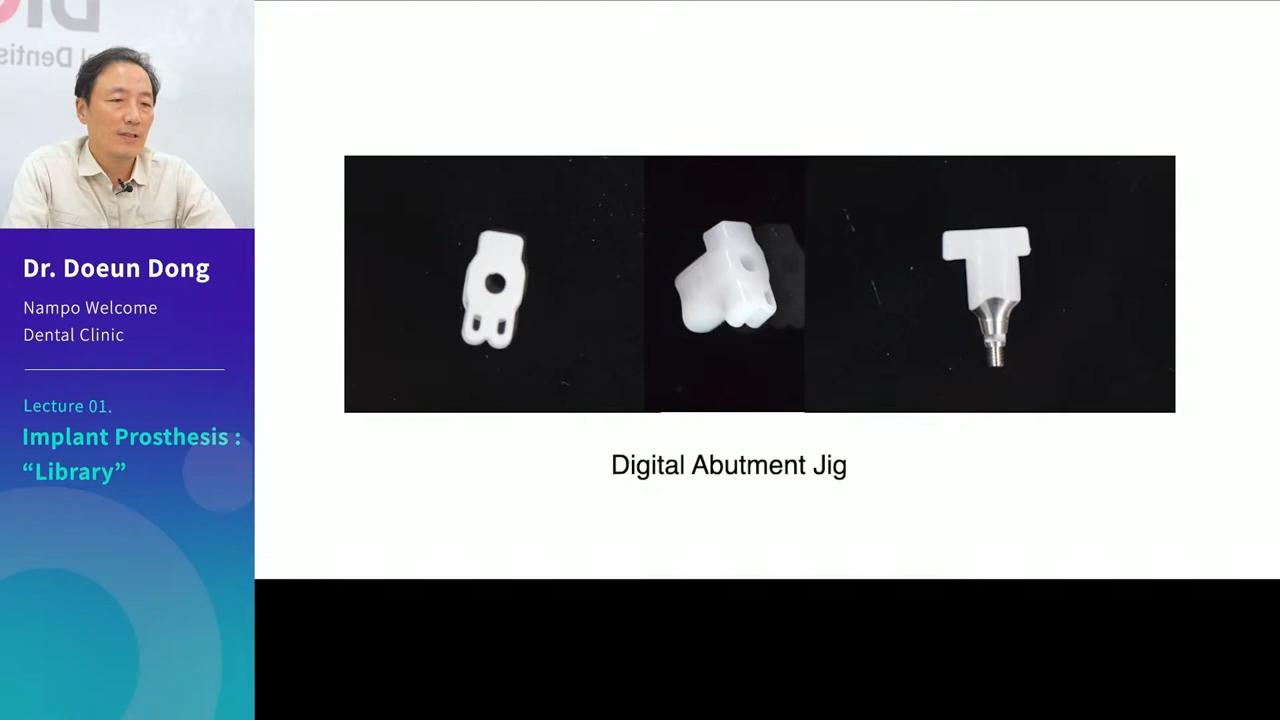 Dr. Doeun Dong
Nampo Welcome
Dental Clinic
Lecture 01.
Implant Prosthesis :
“Library”
Digital Abutment Jig